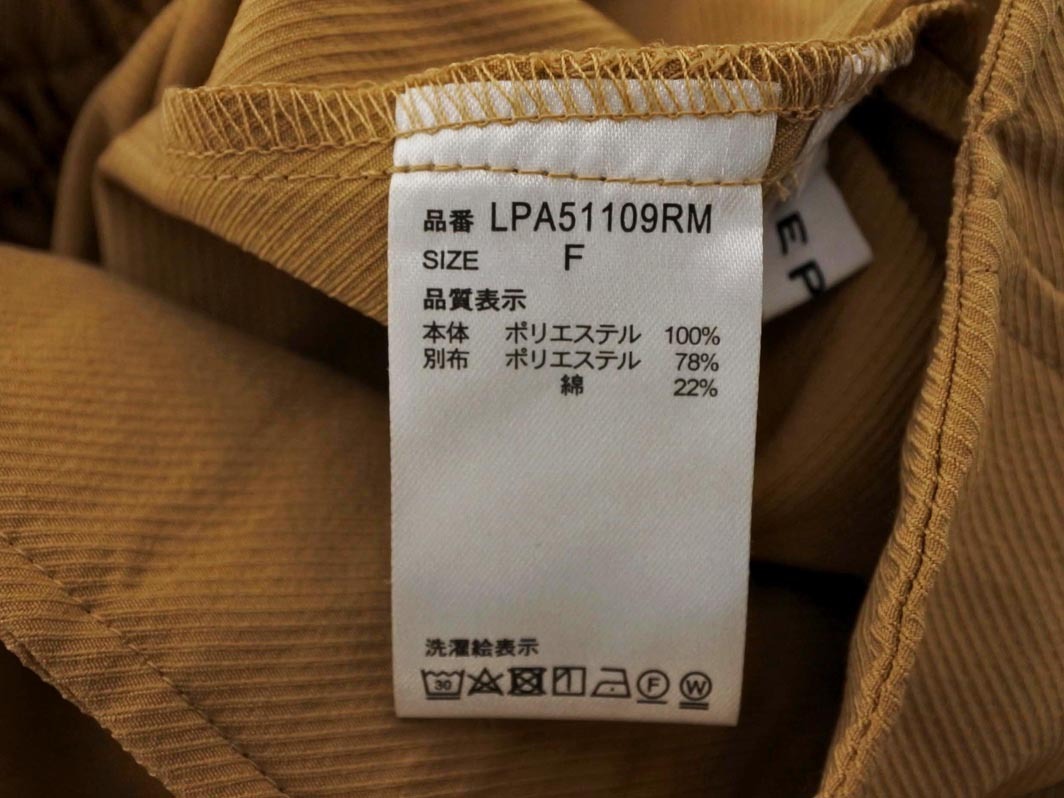 品番 LPA51109RM
SIZE F
品質表示
本体 ポリエステル 100%
別布 ポリエステル 78%
綿 22%
洗濯絵表示
30 F W
EP